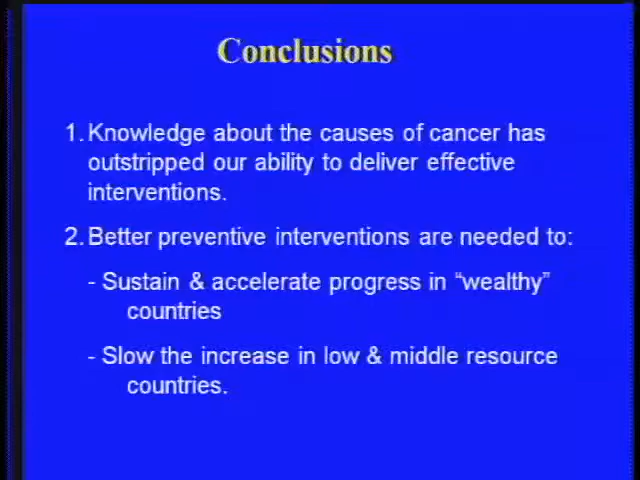 Conclusions
1. Knowledge about the causes of cancer has
outstripped our ability to deliver effective
interventions.
2. Better preventive interventions are needed to:
- Sustain & accelerate progress in “wealthy”
countries
- Slow the increase in low & middle resource
countries.